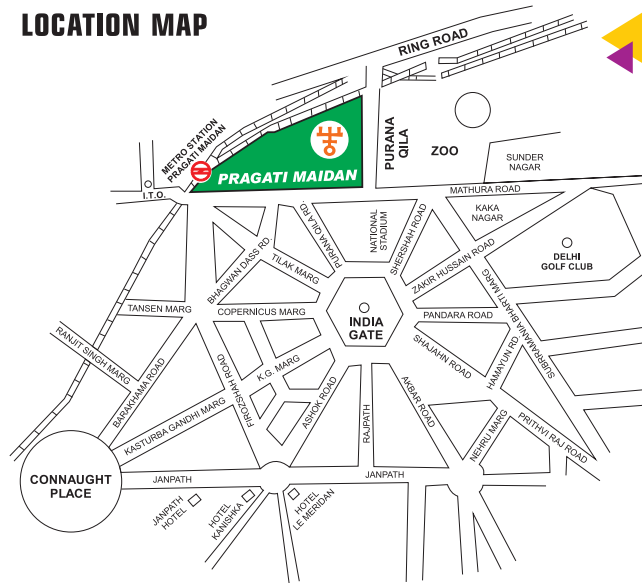 LOCATION MAP
RING ROAD
METRO STATION
PRAGATI MAIDAN
PURANA
QILA
ZOO
SUNDER
NAGAR
PRAGATI MAIDAN
I.T.O.
MATHURA ROAD
KAKA
NAGAR
PURANA QILA RD.
NATIONAL
STADIUM
SHERSHAH ROAD
BHAGWAN DASS RD.
TILAK MARG
ZAKIR HUSSAIN ROAD
DELHI
GOLF CLUB
SUBRRAMANIA BHARTI MARG
TANSEN MARG
COPERNICUS MARG
INDIA
GATE
PANDARA ROAD
RANJIT SINGH MARG
BARAKHAMA ROAD
FIROZSHAH ROAD
K.G. MARG
SHAJAHN ROAD
HAMAYUN RD.
KASTURBA GANDHI MARG
ASHOK ROAD
RAJPATH
AKBAR ROAD
NEHRU MARG
PRITHVI RAJ ROAD
CONNAUGHT
PLACE
JANPATH
JANPATH
JANPATH
HOTEL
HOTEL
KANISHKA
HOTEL
LE MERIDAN